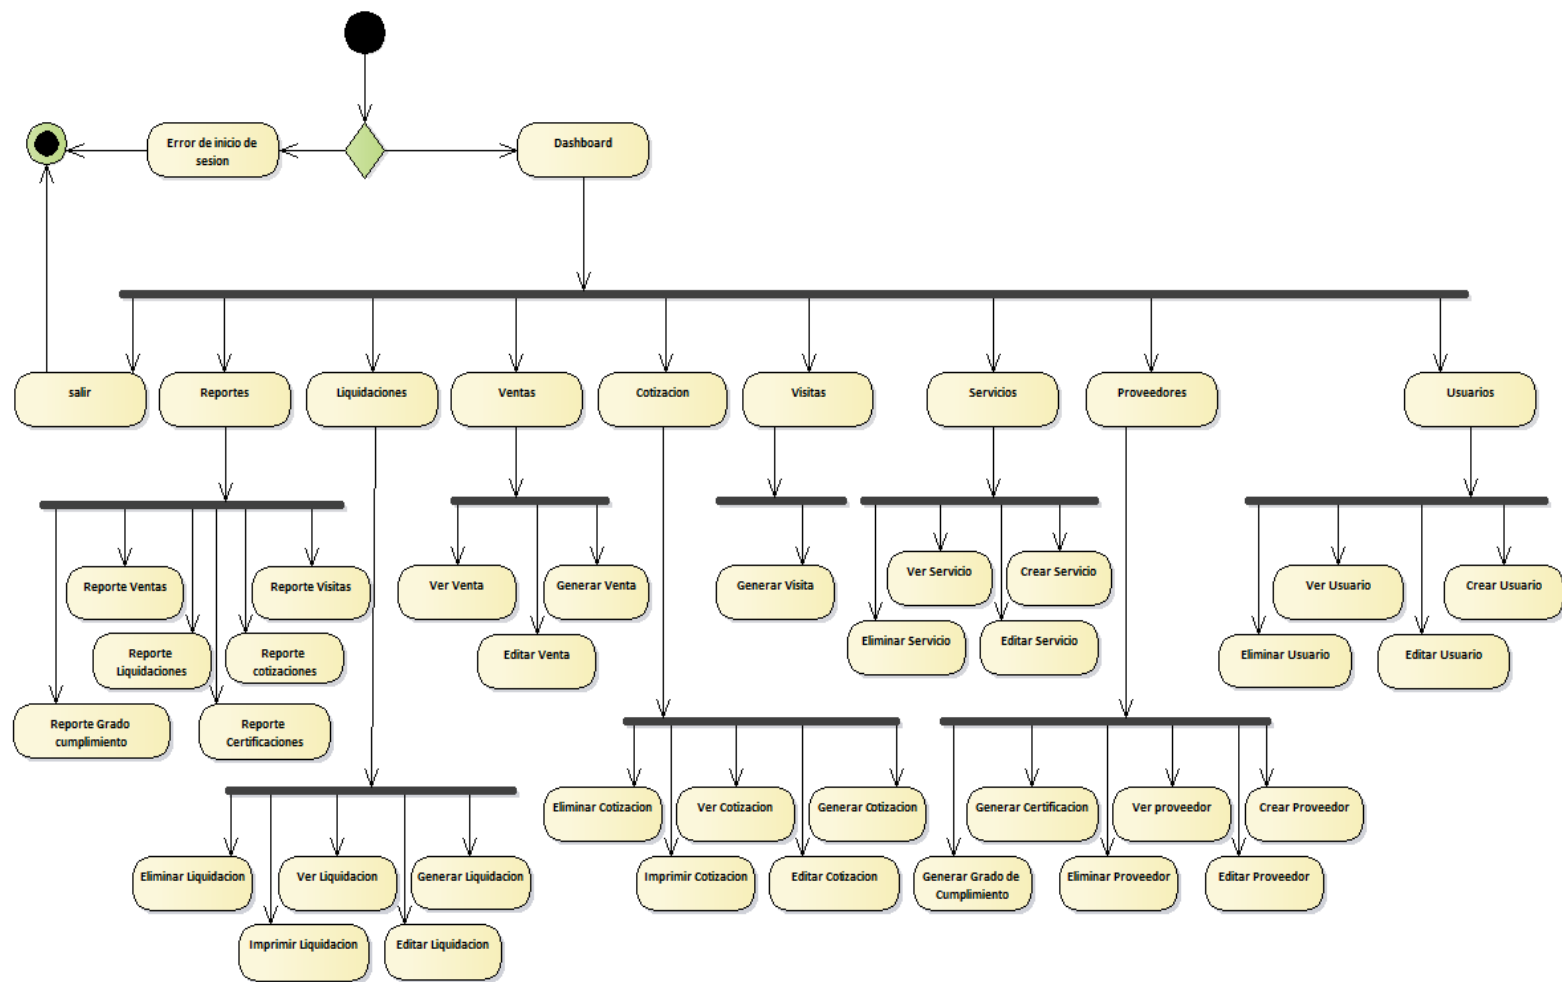 Error de inicio de
sesion
Dashboard
salir
Reportes
Liquidaciones
Ventas
Cotizacion
Visitas
Servicios
Proveedores
Usuarios
Reporte Ventas
Reporte Visitas
Ver Venta
Generar Venta
Generar Visita
Ver Servicio
Crear Servicio
Ver Usuario
Crear Usuario
Reporte
Liquidaciones
Reporte
cotizaciones
Editar Venta
Eliminar Servicio
Editar Servicio
Eliminar Usuario
Editar Usuario
Reporte Grado
cumplimiento
Reporte
Certificaciones
Eliminar Cotizacion
Ver Cotizacion
Generar Cotizacion
Generar Certificacion
Ver proveedor
Crear Proveedor
Eliminar Liquidacion
Ver Liquidacion
Generar Liquidacion
Imprimir Cotizacion
Editar Cotizacion
Generar Grado de
Cumplimiento
Eliminar Proveedor
Editar Proveedor
Imprimir Liquidacion
Editar Liquidacion